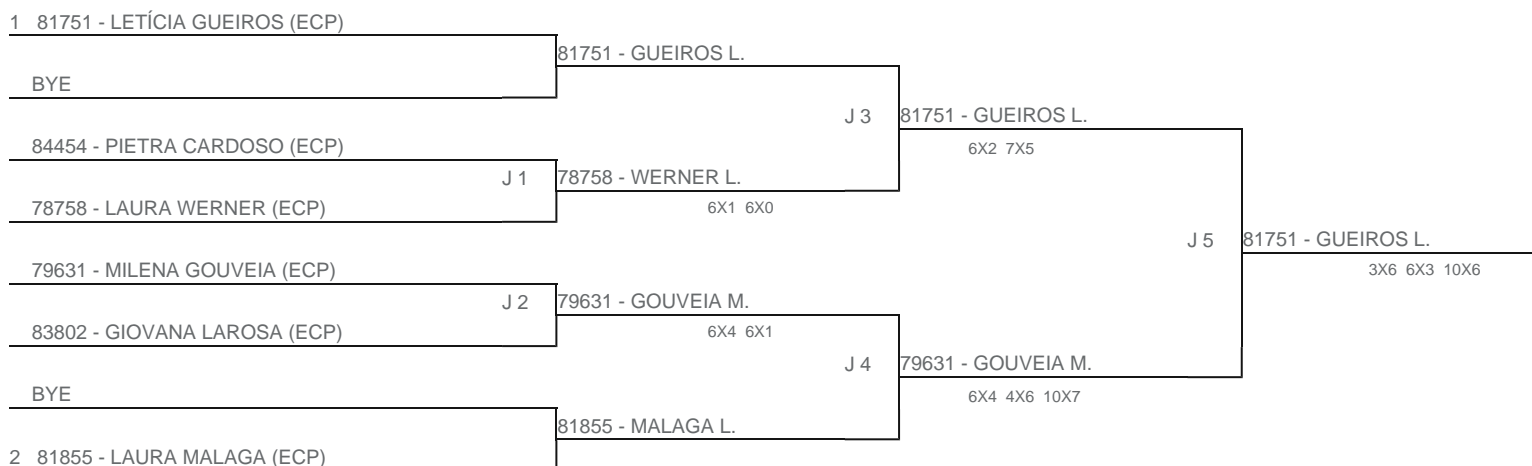 1 81751 - LETÍCIA GUEIROS (ECP)
81751 - GUEIROS L.
BYE
J 3
81751 - GUEIROS L.
6X2 7X5
84454 - PIETRA CARDOSO (ECP)
J 1
78758 - WERNER L.
6X1 6X0
78758 - LAURA WERNER (ECP)
J 5
81751 - GUEIROS L.
3X6 6X3 10X6
79631 - MILENA GOUVEIA (ECP)
J 2
79631 - GOUVEIA M.
6X4 6X1
83802 - GIOVANA LAROSA (ECP)
J 4
79631 - GOUVEIA M.
6X4 4X6 10X7
BYE
81855 - MALAGA L.
2 81855 - LAURA MALAGA (ECP)